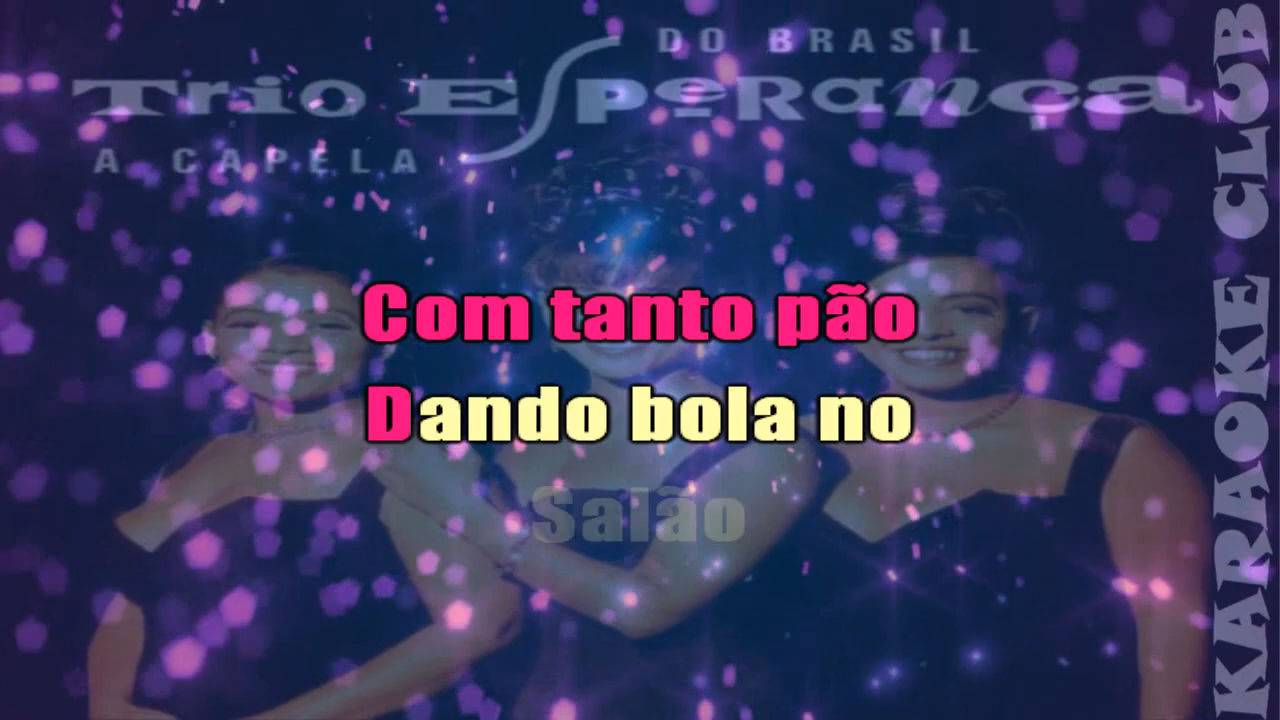 DO BRASIL
Trio Esperança
A CAPELA
Com tanto pão
Dando bola no
Salão
KARAOKE CLUB